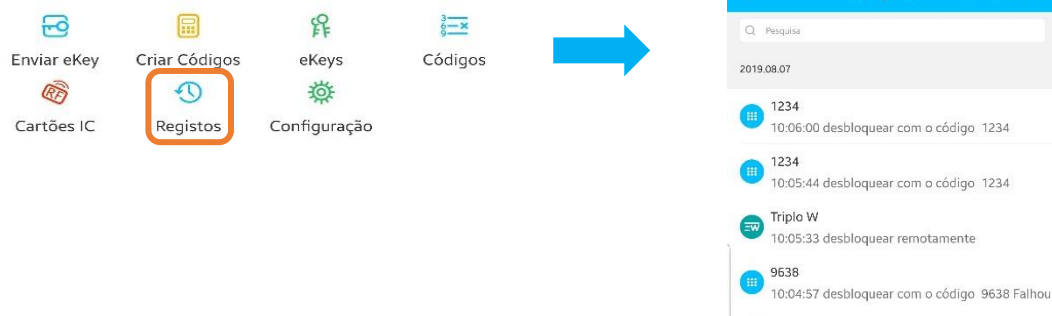 Enviar eKey
Criar Códigos
eKeys
Códigos
RF
Cartões IC
Registos
Configuração
Pesquisa
2019.08.07
1234
10:06:00 desbloquear com o código 1234
1234
10:05:44 desbloquear com o código 1234
Triplo W
10:05:33 desbloquear remotamente
9638
10:04:57 desbloquear com o código 9638 Falhou